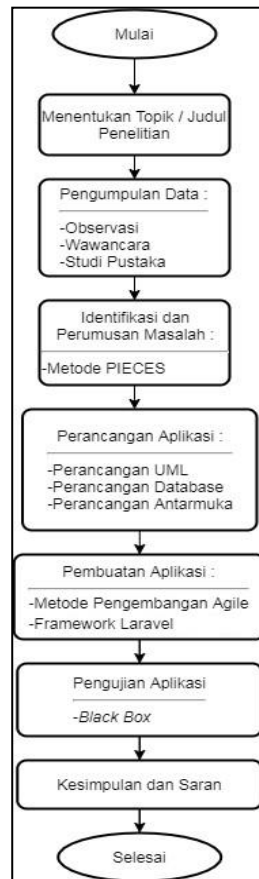 Mulai
Menentukan Topik / Judul
Penelitian
Pengumpulan Data :
-Observasi
-Wawancara
-Studi Pustaka
Identifikasi dan
Perumusan Masalah :
-Metode PIECES
Perancangan Aplikasi :
-Perancangan UML
-Perancangan Database
-Perancangan Antarmuka
Pembuatan Aplikasi :
-Metode Pengembangan Agile
-Framework Laravel
Pengujian Aplikasi
-Black Box
Kesimpulan dan Saran
Selesai